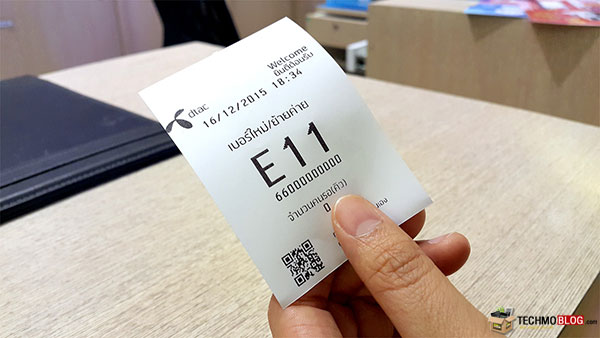 dtac
Welcome
ยินดีต้อนรับ
16/12/2015 18:34
เบอร์ใหม่/ย้ายค่าย
E11
66000000000
จำนวนคนรอ(คิว)
0
TECHMOBLOG.com